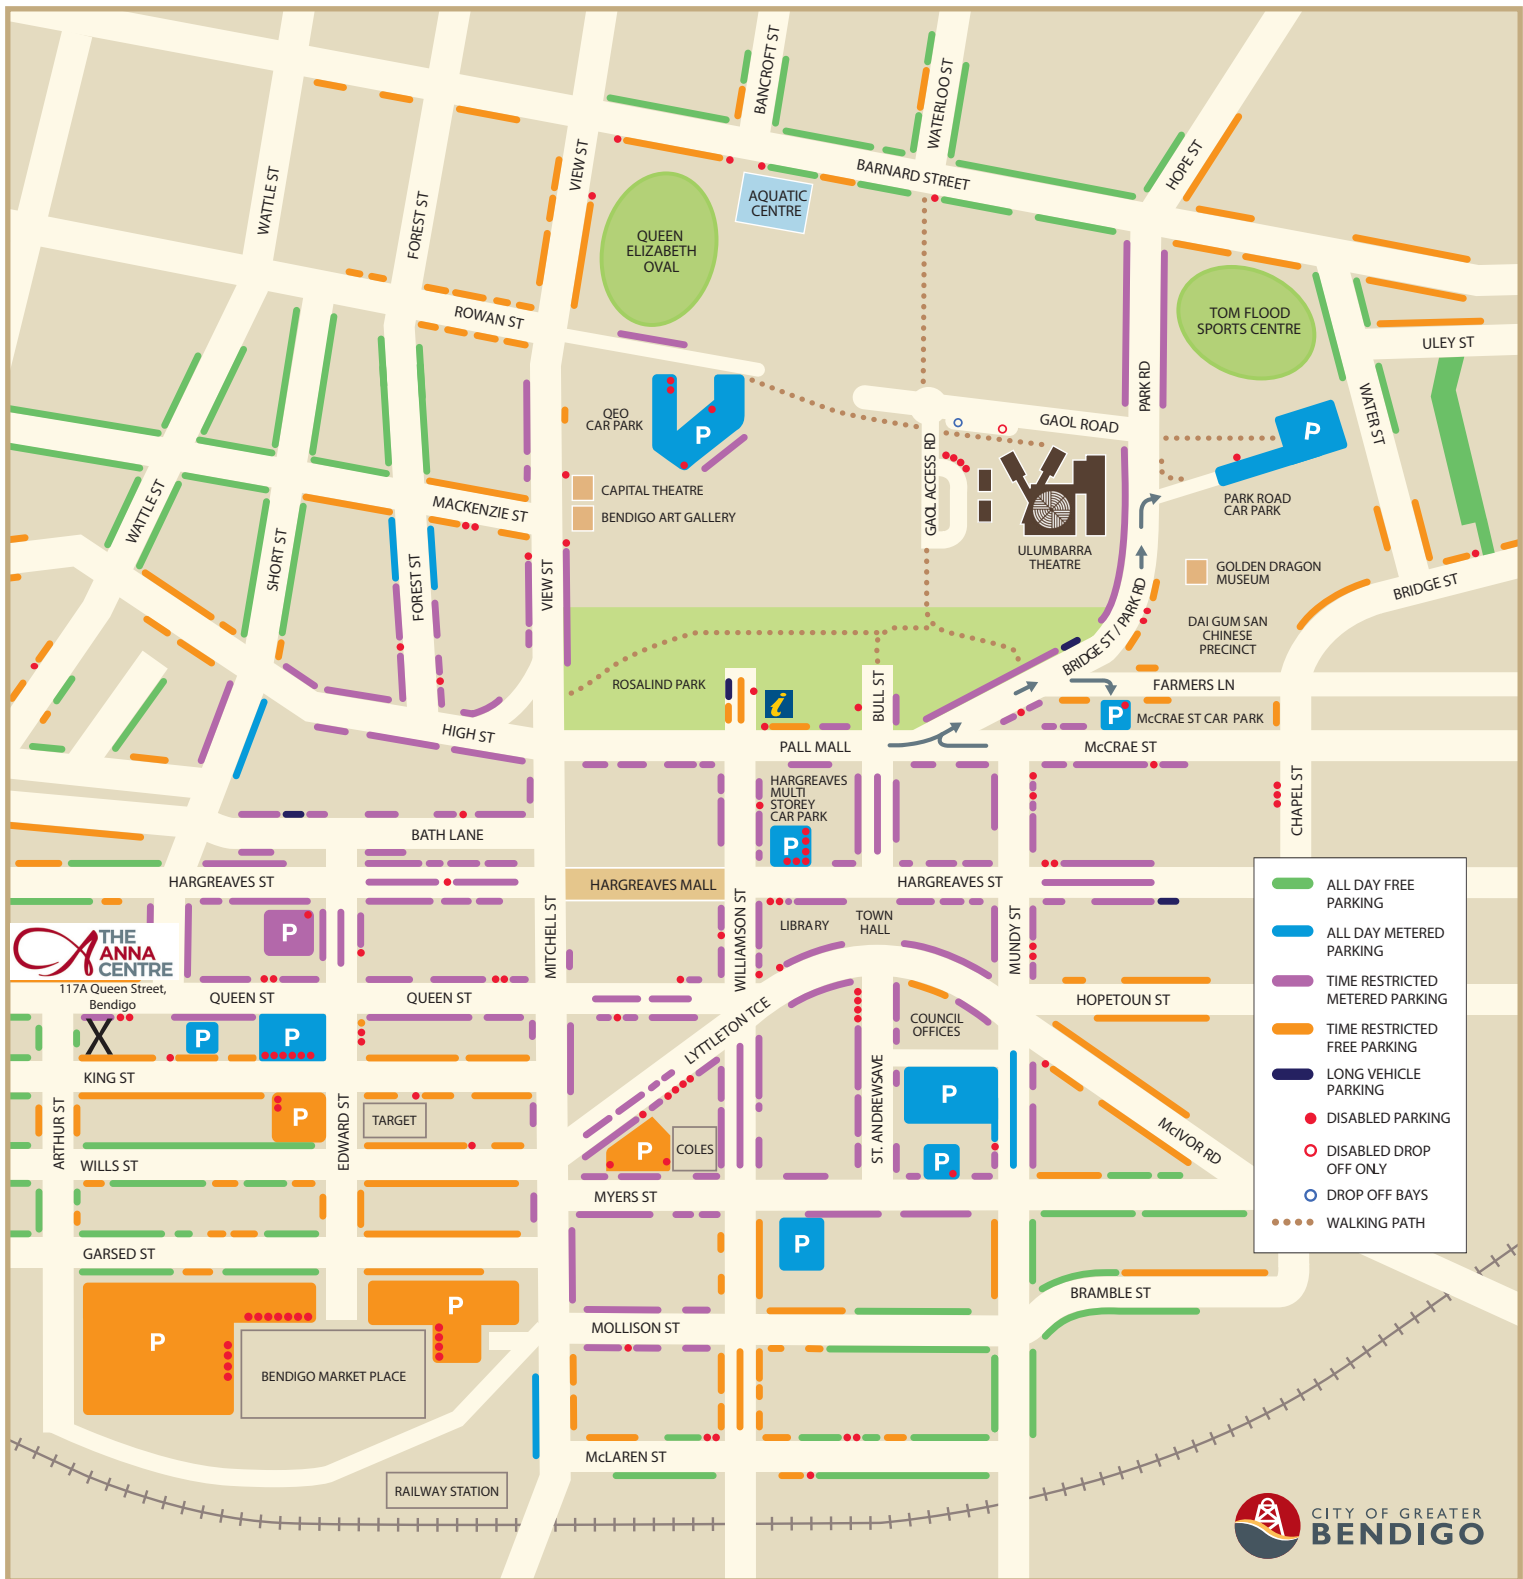 BANCROFT ST
WATERLOO ST
HOPE ST
VIEW ST
WATTLE ST
FOREST ST
BARNARD STREET
AQUATIC
CENTRE
QUEEN
ELIZABETH
OVAL
ROWAN ST
TOM FLOOD
SPORTS CENTRE
ULEY ST
PARK RD
WATER ST
QEO
CAR PARK
P
GAOL ROAD
P
GAOL ACCESS RD
CAPITAL THEATRE
BENDIGO ART GALLERY
MACKENZIE ST
WATTLE ST
SHORT ST
FOREST ST
VIEW ST
PARK ROAD
CAR PARK
ULUMBARRA
THEATRE
GOLDEN DRAGON
MUSEUM
BRIDGE ST
BRIDGE ST / PARK RD
DAI GUM SAN
CHINESE
PRECINCT
ROSALIND PARK
i
BULL ST
FARMERS LN
P
McCRAE ST CAR PARK
HIGH ST
PALL MALL
McCRAE ST
HARGREAVES
MULTI
STOREY
CAR PARK
P
CHAPEL ST
BATH LANE
HARGREAVES ST
HARGREAVES MALL
HARGREAVES ST
MITCHELL ST
WILLIAMSON ST
MUNDY ST
LIBRARY
TOWN
HALL
P
THE
ANNA
CENTRE
117A Queen Street,
Bendigo
QUEEN ST
QUEEN ST
HOPETOUN ST
LYTTLETON TCE
COUNCIL
OFFICES
X
P
P
KING ST
ARTHUR ST
EDWARD ST
P
TARGET
ST. ANDREWSAVE
P
McIVOR RD
P
COLES
P
WILLS ST
MYERS ST
P
GARSED ST
P
P
BRAMBLE ST
MOLLISON ST
BENDIGO MARKET PLACE
McLAREN ST
RAILWAY STATION
ALL DAY FREE
PARKING
ALL DAY METERED
PARKING
TIME RESTRICTED
METERED PARKING
TIME RESTRICTED
FREE PARKING
LONG VEHICLE
PARKING
DISABLED PARKING
DISABLED DROP
OFF ONLY
DROP OFF BAYS
WALKING PATH
CITY OF GREATER
BENDIGO